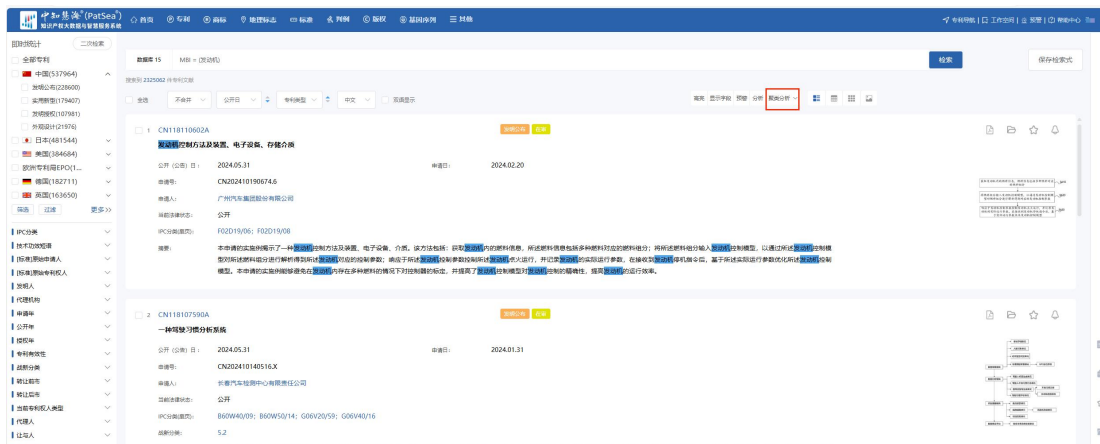 中知慧海°(PatSea°)
知识产权大数据与智慧服务系统
首页 专利 商标 地理标志 标准 判例 版权 基因序列 其他
专利导航 | 工作空间 | 预警 | 帮助中心
即时统计 二次检索
全部专利
中国(537964)
发明公布(228600)
实用新型(179407)
发明授权(107981)
外观设计(21976)
日本(481544)
美国(384684)
欧洲专利局EPO(1...
德国(182711)
英国(163650)
筛选 过滤 更多>>
IPC分类
技术功效短语
[标准]原始申请人
[标准]原始专利权人
发明人
代理机构
申请年
公开年
授权年
专利有效性
战新分类
转让前市
转让后市
当前专利权人类型
代理人
让与人
数据库 15 MBI = (发动机)
检索 保存检索式
搜索到 2325062 件专利文献
全选 不合并 公开日 专利类型 中文 双语显示
高亮 显示字段 预警 分析 聚类分析
1 CN118110602A 发明公布
发动机控制方法及装置、电子设备、存储介质
公开 (公告) 日： 2024.05.31 申请日： 2024.02.20
申请号： CN202410190674.6
申请人： 广州汽车集团股份有限公司
当前法律状态： 公开
IPC分类(首页)： F02D19/06； F02D19/08
摘要： 本申请的实施例揭示了一种发动机控制方法及装置、电子设备、介质。该方法包括：获取发动机内的燃料信息，所述燃料信息包括多种燃料对应的燃料组分；将所述燃料组分输入发动机控制模型，以通过所述发动机控制模
型对所述燃料组分进行解析得到所述发动机对应的控制参数；响应于所述发动机控制参数控制所述发动机点火运行，并记录发动机的实际运行参数，在接收到发动机停机指令后，基于所述实际运行参数优化所述发动机控制
模型。本申请的实施例能够避免在发动机内存在多种燃料的情况下对控制器的标定，并提高了发动机控制模型对发动机控制的精确性，提高发动机的运行效率。
2 CN118107590A 发明公布
一种驾驶习惯分析系统
公开 (公告) 日： 2024.05.31 申请日： 2024.01.31
申请号： CN202410140516.X
申请人： 长春汽车检测中心有限责任公司
当前法律状态： 公开
IPC分类(首页)： B60W40/09； B60W50/14； G06V20/59； G06V40/16
战新分类： 5.2